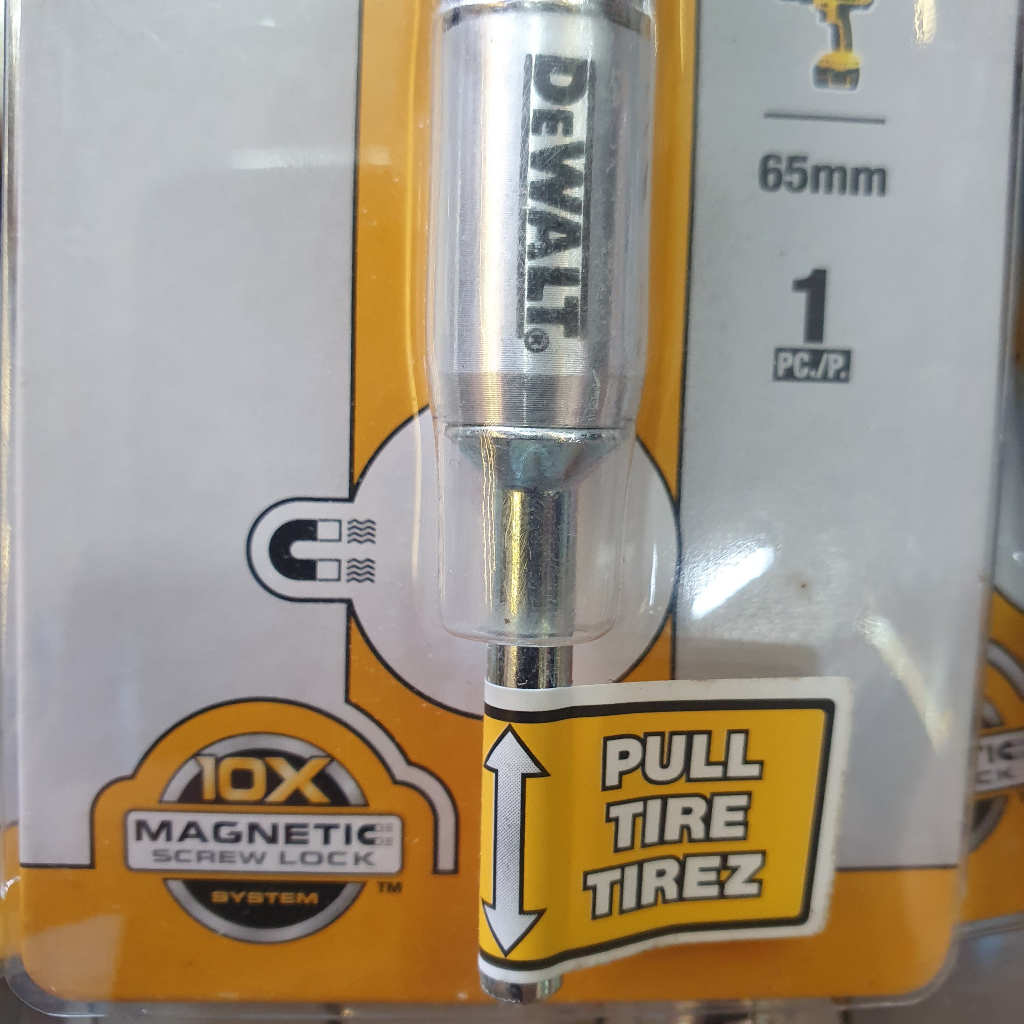 DEWALT®
65mm
1
PC./P.
10X
MAGNETIC
SCREW LOCK
SYSTEM
TM
PULL
TIRE
TIREZ